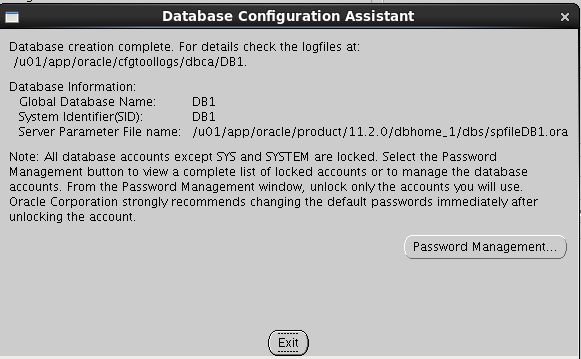 Database Configuration Assistant
Database creation complete. For details check the logfiles at:
/u01/app/oracle/cfgtoollogs/dbca/DB1.
Database Information:
Global Database Name: DB1
System Identifier(SID): DB1
Server Parameter File name: /u01/app/oracle/product/11.2.0/dbhome_1/dbs/spfileDB1.ora
Note: All database accounts except SYS and SYSTEM are locked. Select the Password
Management button to view a complete list of locked accounts or to manage the database
accounts. From the Password Management window, unlock only the accounts you will use.
Oracle Corporation strongly recommends changing the default passwords immediately after
unlocking the account.
Password Management...
Exit